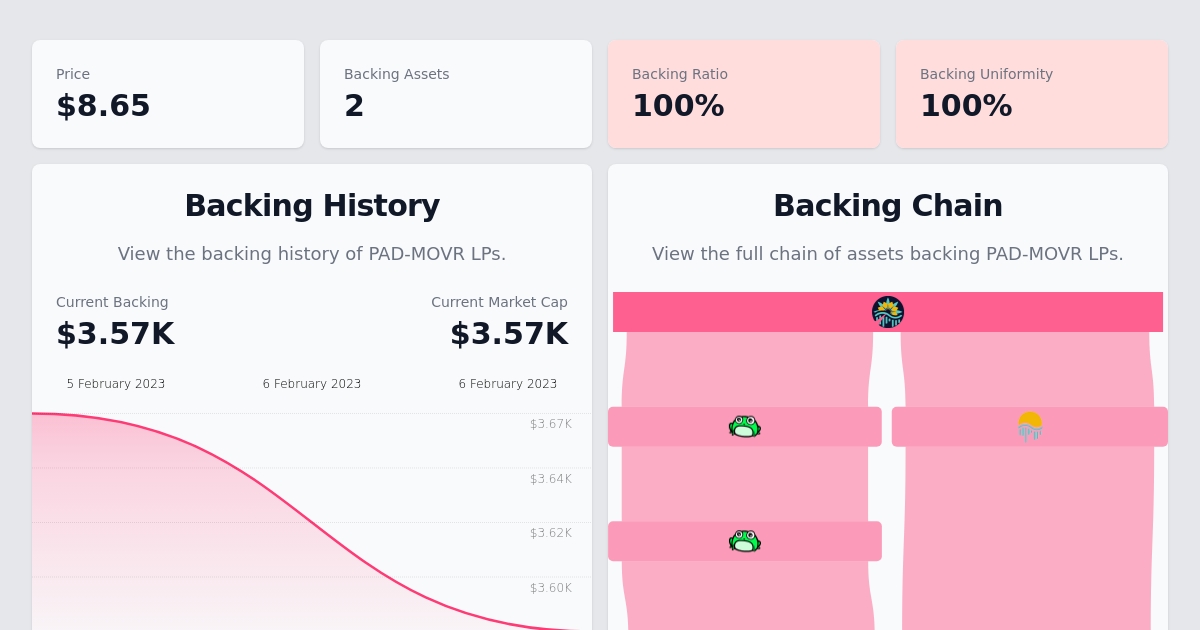 Price
$8.65
Backing Assets
2
Backing Ratio
100%
Backing Uniformity
100%
Backing History
View the backing history of PAD-MOVR LPs.
Current Backing
$3.57K
Current Market Cap
$3.57K
5 February 2023
6 February 2023
6 February 2023
$3.67K
$3.64K
$3.62K
$3.60K
Backing Chain
View the full chain of assets backing PAD-MOVR LPs.